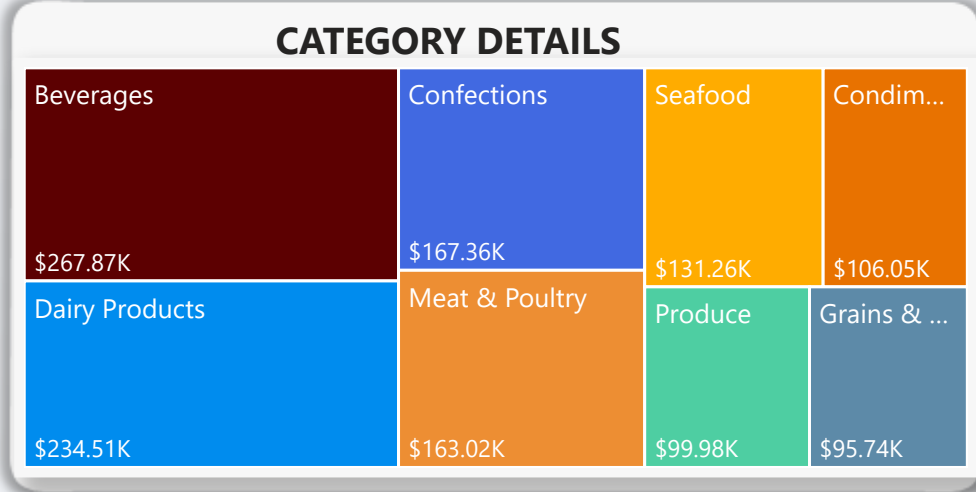 CATEGORY DETAILS
Beverages
$267.87K
Dairy Products
$234.51K
Confections
$167.36K
Meat & Poultry
$163.02K
Seafood
$131.26K
Condim...
$106.05K
Produce
$99.98K
Grains & ...
$95.74K